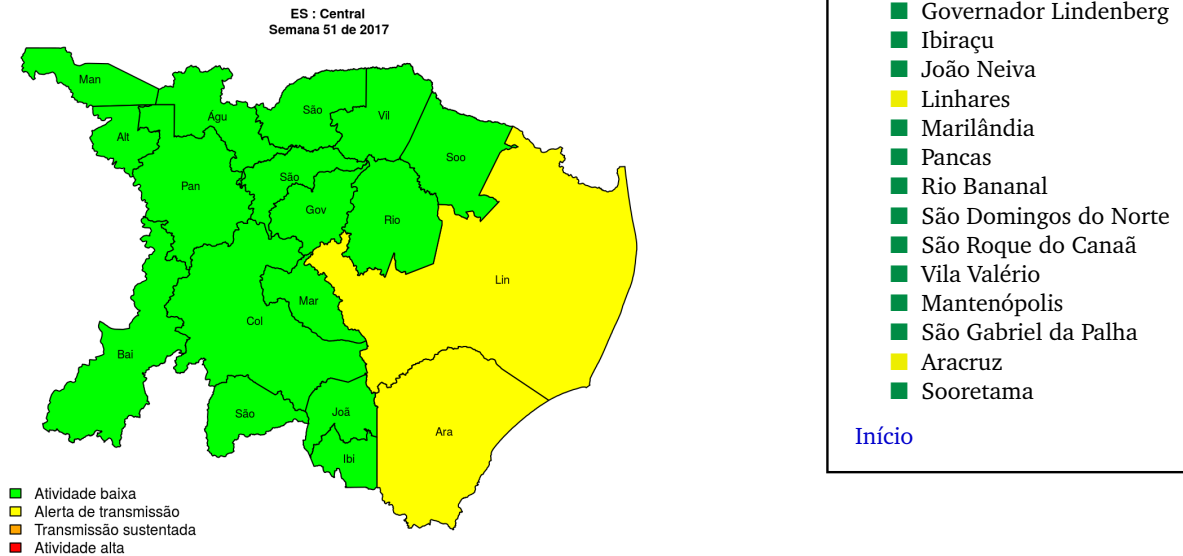 ES : Central
Semana 51 de 2017
Man
Águ
São
Vil
Alt
Soo
Pan
São
Gov
Rio
Lin
Mar
Col
Bai
São
Joã
Ara
Ibi
Atividade baixa
Alerta de transmissão
Transmissão sustentada
Atividade alta
Governador Lindenberg
Ibiraçu
João Neiva
Linhares
Marilândia
Pancas
Rio Bananal
São Domingos do Norte
São Roque do Canaã
Vila Valério
Mantenópolis
São Gabriel da Palha
Aracruz
Sooretama
Início